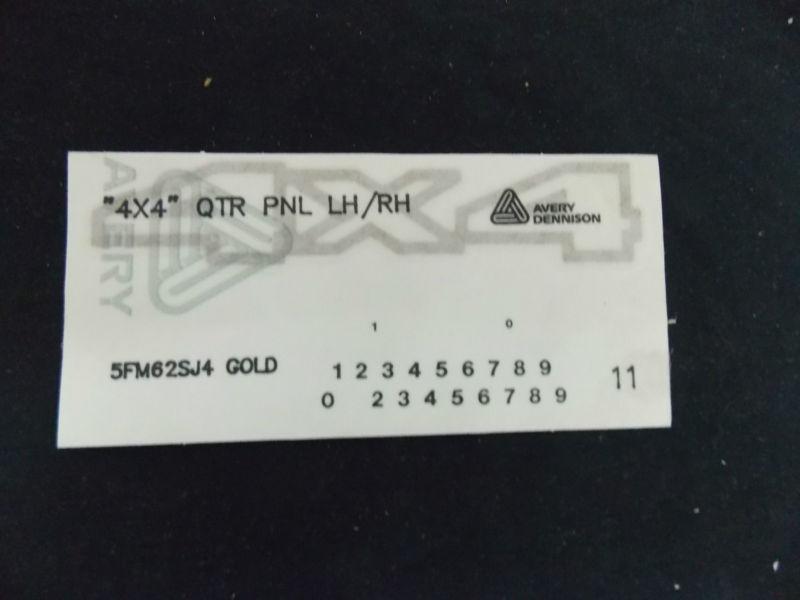 "4X4" QTR PNL LH/RH
AVERY
DENNISON
4X4
AVERY
1 0
5FM62SJ4 GOLD
1 2 3 4 5 6 7 8 9
0 2 3 4 5 6 7 8 9
11